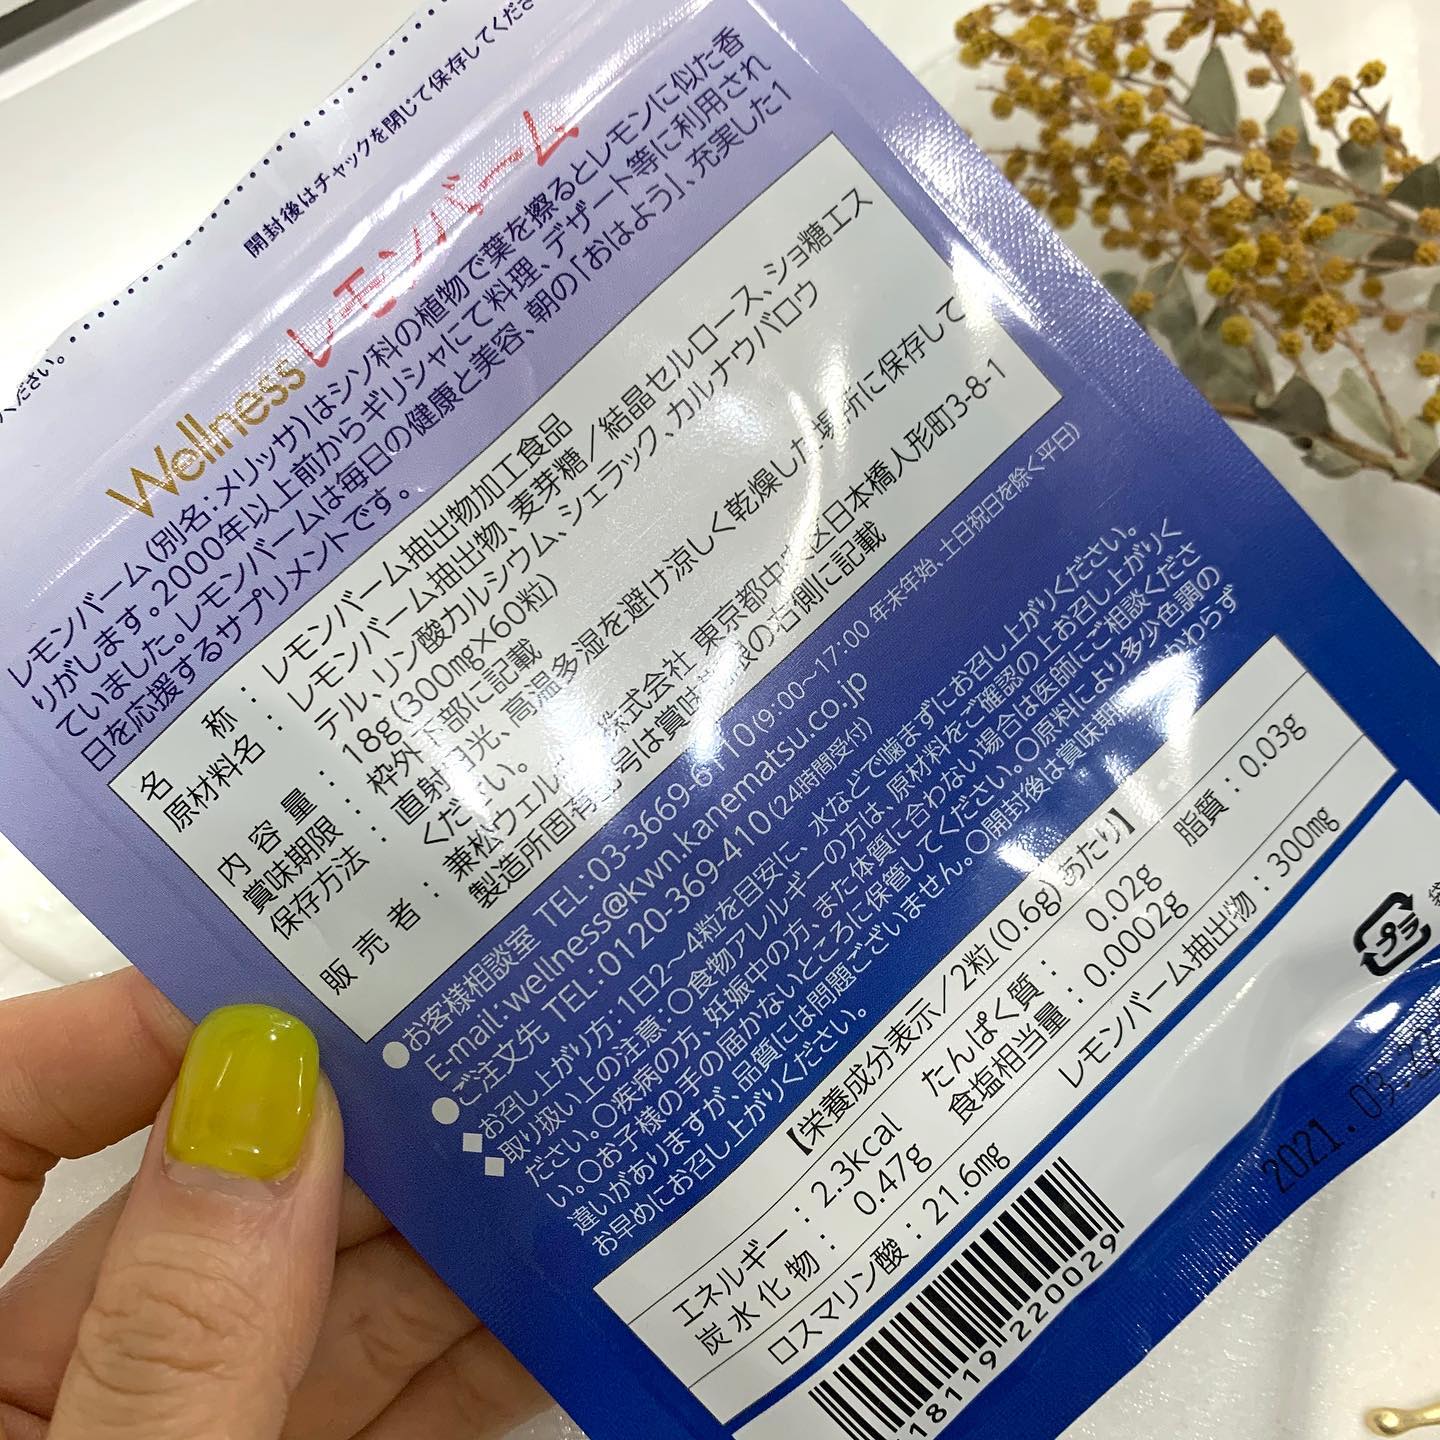 ください。
開封後はチャックを閉じて保存してくださ
Wellness レモンバーム
レモンバーム(別名:メリッサ)はシソ科の植物で葉を擦るとレモンに似た香
りがします。2000年以上前からギリシャにて料理、デザート等に利用され
ていました。レモンバームは毎日の健康と美容、朝の「おはよう」、充実した1
日を応援するサプリメントです。
名称:レモンバーム抽出物加工食品
原材料名:レモンバーム抽出物、麦芽糖/結晶セルロース、ショ糖エス
テル、リン酸カルシウム、シェラック、カルナウバロウ
内容量:18g(300mg×60粒)
賞味期限:枠外下部に記載
保存方法:直射日光、高温多湿を避け涼しく乾燥した場所に保存して
ください。
販売者:兼松ウェル 株式会社 東京都中央区日本橋人形町3-8-1
製造所固有 号は賞味 の右側に記載
●お客様相談室 TEL:03-3669-6 10(9:00~17:00 年末年始、土日祝日を除く平日)
E-mail:wellness@kwn.kanematsu.co.jp
●ご注文先 TEL:0120-369-410(24時間受付)
■お召し上がり方:1日2~4粒を目安に、水などで噛まずにお召し上がりください。
■取り扱い上の注意:○食物アレルギーの方は、原材料をご確認の上お召し上がりく
ださい。○疾病の方、妊娠中の方、また体質に合わない場合は医師にご相談くださ
い。○お子様の手の届かないところに保管してください。○原料により多少色調の
違いがありますが、品質には問題ございません。○開封後は賞味期 かかわらず
お早めにお召し上がりください。
【栄養成分表示/2粒(0.6g)あたり】
エネルギー:2.3kcal たんぱく質:0.02g 脂質:0.03g
炭水化物:0.47g 食塩相当量:0.0002g
ロスマリン酸:21.6mg レモンバーム抽出物:300mg
プラ
袋
2021.03.2
18119 220029